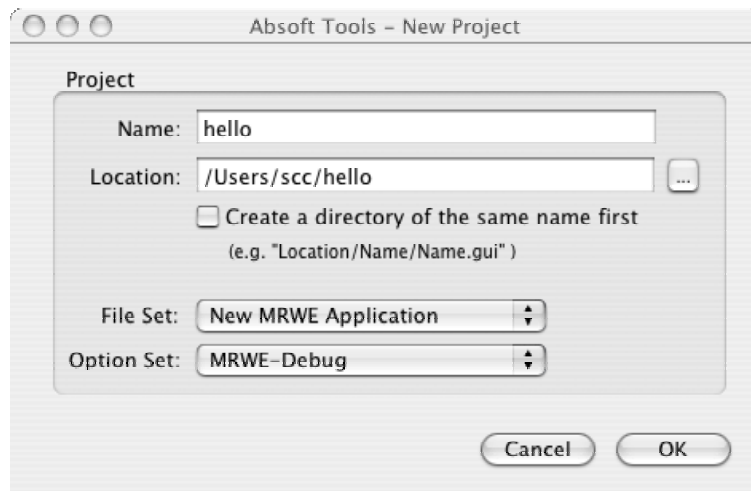 Absoft Tools – New Project
Project
Name: hello
Location: /Users/scc/hello ...
Create a directory of the same name first
(e.g. "Location/Name/Name.gui" )
File Set: New MRWE Application
Option Set: MRWE-Debug
Cancel OK